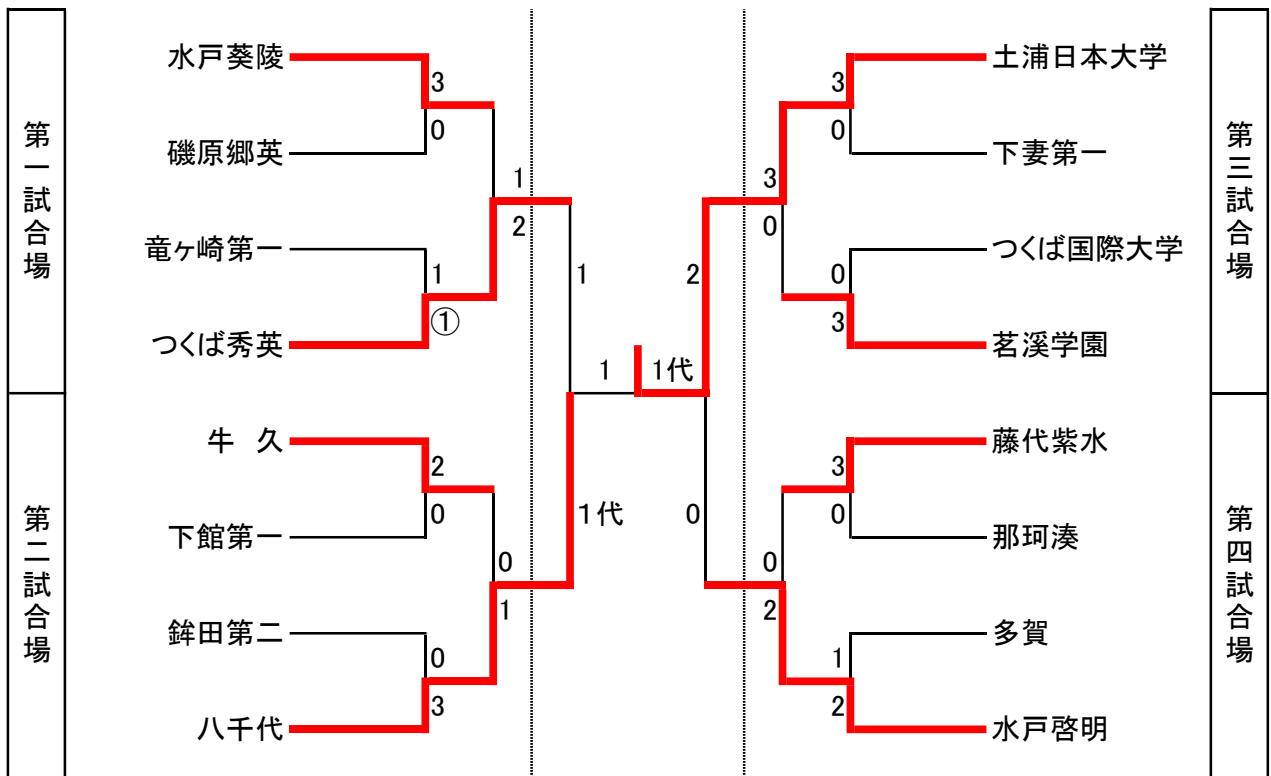 第一試合場
水戸葵陵
3
0
磯原郷英
1
2
竜ヶ崎第一
1
①
つくば秀英
1
第二試合場
牛 久
2
0
下館第一
0
1
鉾田第二
0
3
八千代
1代
1
1代
2
0
土浦日本大学
3
0
下妻第一
3
0
つくば国際大学
0
3
茗溪学園
第三試合場
藤代紫水
3
0
那珂湊
0
2
多賀
1
2
水戸啓明
第四試合場